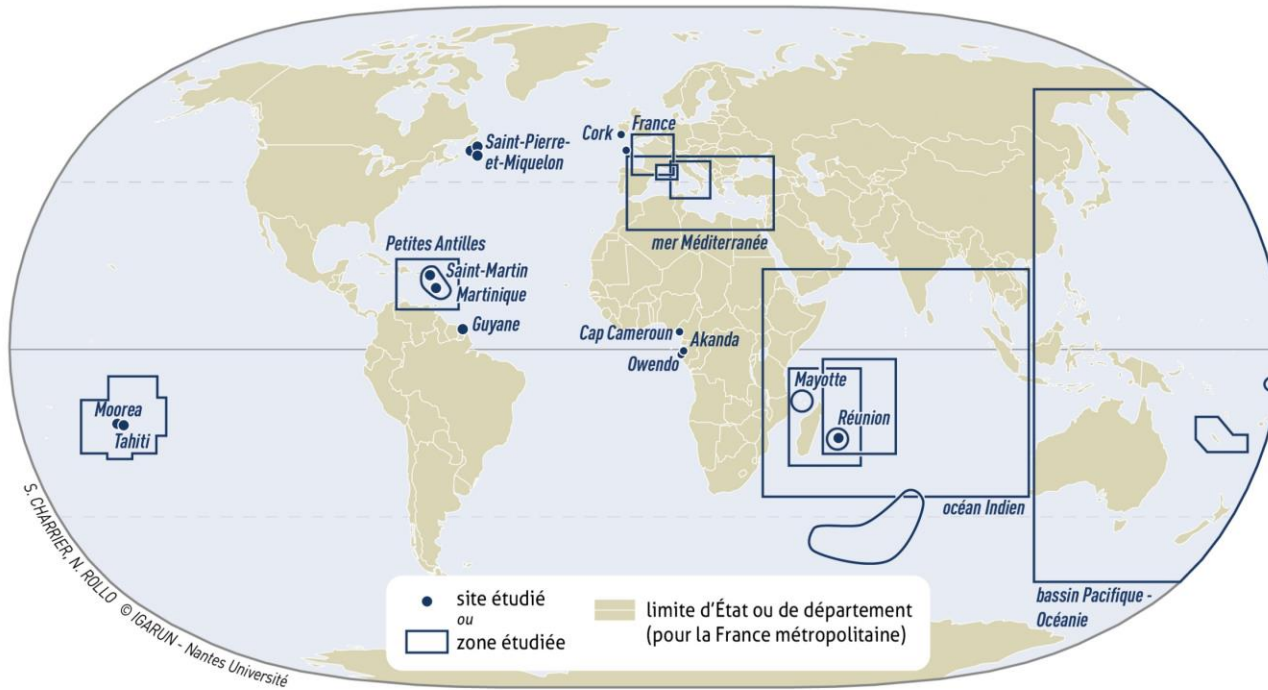 Cork
France
Saint-Pierre-
et-Miquelon
mer Méditerranée
Petites Antilles
Saint-Martin
Martinique
Guyane
Cap Cameroun
Akanda
Owendo
Mayotte
Réunion
Moorea
Tahiti
océan Indien
bassin Pacifique -
Océanie
S. CHARRIER, N. ROLLO © IGARUN - Nantes Université
site étudié
ou
zone étudiée
limite d'État ou de département
(pour la France métropolitaine)